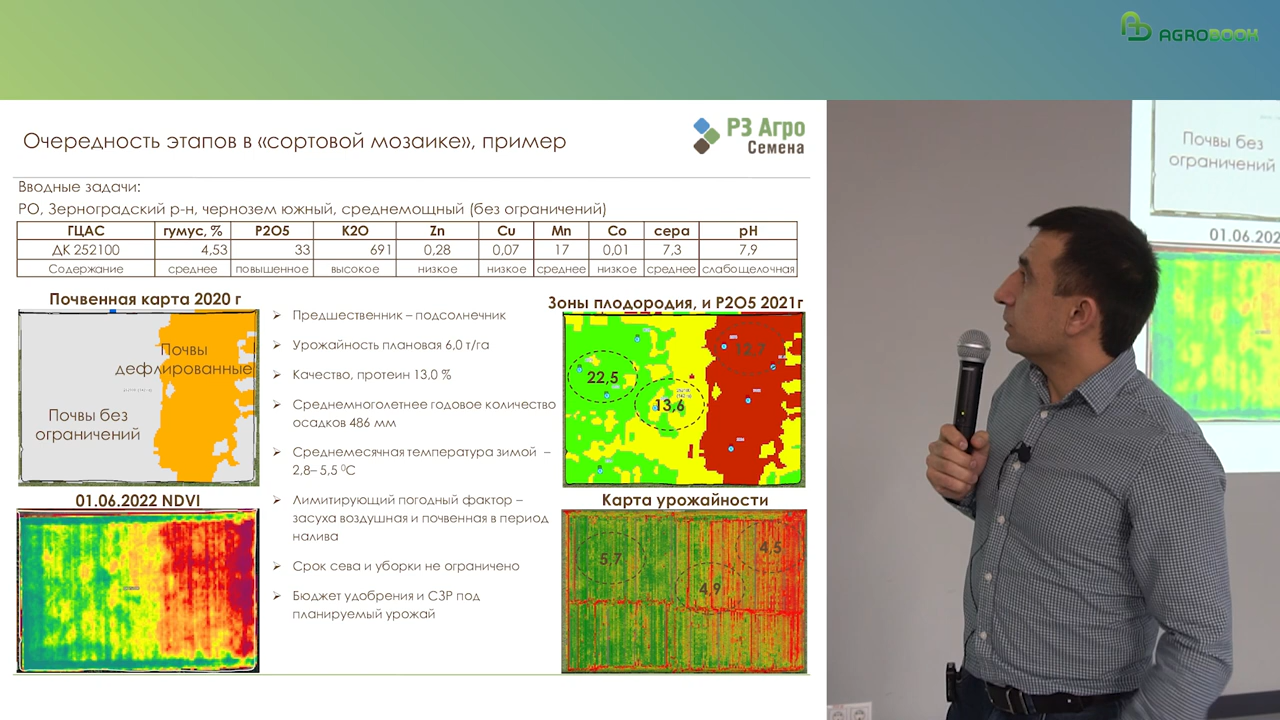 AGROBOOK
Очередность этапов в «сортовой мозаике», пример
РЗ Агро
Семена
Вводные задачи:
РО, Зерноградский р-н, чернозем южный, среднемощный (без ограничений)
ГЦАС гумус, % P2O5 K2O Zn Cu Mn Co сера pH
ДК 252100 4,53 33 691 0,28 0,07 17 0,01 7,3 7,9
Содержание среднее повышенное высокое низкое низкое среднее низкое среднее слабощелочная
Почвенная карта 2020 г
Почвы
дефлированные
Почвы без
ограничений
01.06.2022 NDVI
Предшественник – подсолнечник
Урожайность плановая 6,0 т/га
Качество, протеин 13,0 %
Среднемноголетнее годовое количество
осадков 486 мм
Среднемесячная температура зимой –
2,8– 5,5 ⁰С
Лимитирующий погодный фактор –
засуха воздушная и почвенная в период
налива
Срок сева и уборки не ограничено
Бюджет удобрения и СЗР под
планируемый урожай
Зоны плодородия, и P2O5 2021г
12,7
22,5
13,6
Карта урожайности
5,7
4,5
4,9
Почвы без
ограничений
01.06.202